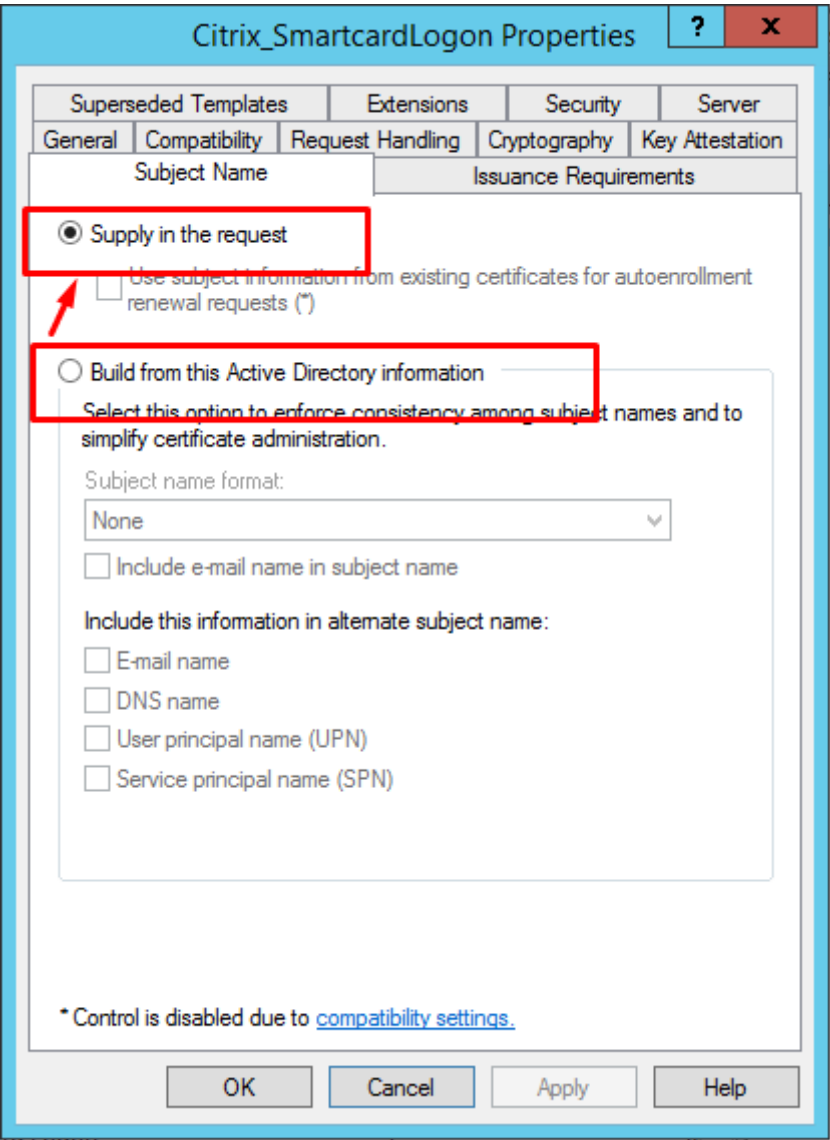 Citrix_SmartcardLogon Properties
?
x
Superseded Templates
Extensions
Security
Server
General
Compatibility
Request Handling
Cryptography
Key Attestation
Subject Name
Issuance Requirements
Supply in the request
Use subject information from existing certificates for autoenrollment
renewal requests (*)
Build from this Active Directory information
Select this option to enforce consistency among subject names and to
simplify certificate administration.
Subject name format:
None
Include e-mail name in subject name
Include this information in alternate subject name:
E-mail name
DNS name
User principal name (UPN)
Service principal name (SPN)
* Control is disabled due to compatibility settings.
OK
Cancel
Apply
Help